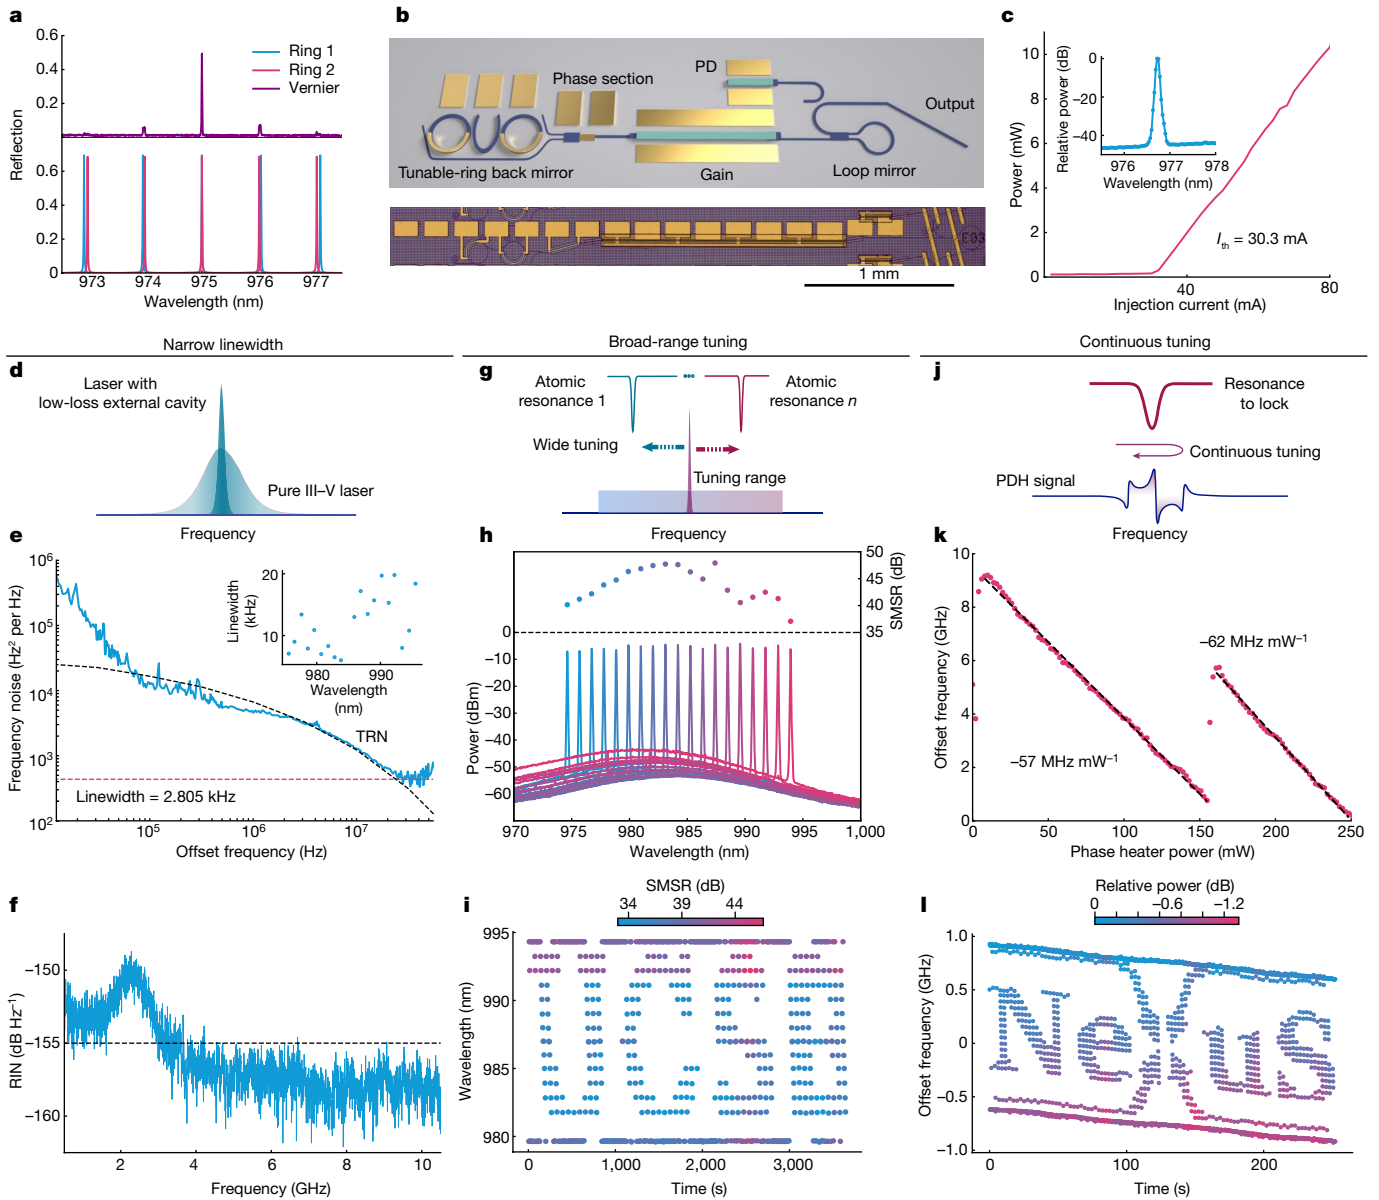 a
0.6
0.4
0.2
Ring 1
Ring 2
Vernier
Reflection
0.6
0.4
0.2
0
973
974
975
976
977
Wavelength (nm)
b
Phase section
PD
Output
Tunable-ring back mirror
Gain
Loop mirror
1 mm
c
10
8
6
4
2
0
Power (mW)
Relative power (dB)
0
−20
−40
976
977
978
Wavelength (nm)
Ith = 30.3 mA
40
80
Injection current (mA)
Narrow linewidth
Broad-range tuning
Continuous tuning
d
Laser with
low-loss external cavity
Pure III–V laser
Frequency
g
Atomic
resonance 1
Atomic
resonance n
Wide tuning
Tuning range
Frequency
j
Resonance
to lock
Continuous tuning
PDH signal
Frequency
e
10⁶
10⁵
10⁴
10³
10²
Frequency noise (Hz² per Hz)
20
10
Linewidth
(kHz)
980
990
Wavelength
(nm)
TRN
Linewidth = 2.805 kHz
10⁵
10⁶
10⁷
Offset frequency (Hz)
h
50
45
40
35
SMSR (dB)
0
−10
−20
−30
−40
−50
−60
Power (dBm)
970
975
980
985
990
995
1,000
Wavelength (nm)
k
10
8
6
4
2
0
Offset frequency (GHz)
−62 MHz mW⁻¹
−57 MHz mW⁻¹
0
50
100
150
200
250
Phase heater power (mW)
f
−150
−155
−160
RIN (dB Hz⁻¹)
2
4
6
8
10
Frequency (GHz)
i
SMSR (dB)
34
39
44
995
990
985
980
Wavelength (nm)
UCSB
0
1,000
2,000
3,000
Time (s)
l
Relative power (dB)
0
−0.6
−1.2
1.0
0.5
0
−0.5
−1.0
Offset frequency (GHz)
Nexus
0
100
200
Time (s)